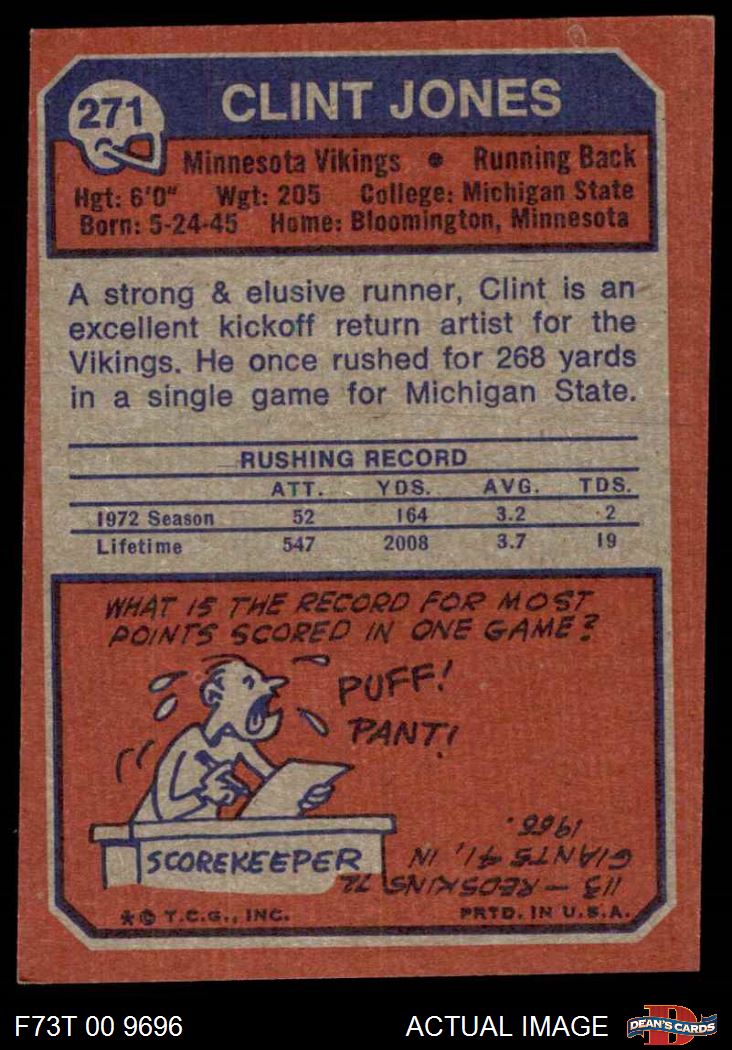 271
CLINT JONES
Minnesota Vikings • Running Back
Hgt: 6'0" Wgt: 205 College: Michigan State
Born: 5-24-45 Home: Bloomington, Minnesota
A strong & elusive runner, Clint is an
excellent kickoff return artist for the
Vikings. He once rushed for 268 yards
in a single game for Michigan State.
RUSHING RECORD
ATT. YDS. AVG. TDS.
1972 Season 52 164 3.2 2
Lifetime 547 2008 3.7 19
WHAT IS THE RECORD FOR MOST
POINTS SCORED IN ONE GAME?
PUFF!
PANT!
SCOREKEEPER
113 — REDSKINS 72
GIANTS 41, IN
1966.
*© T.C.G., INC. PRTD. IN U.S.A.
F73T 00 9696 ACTUAL IMAGE
D
DEAN'S CARDS